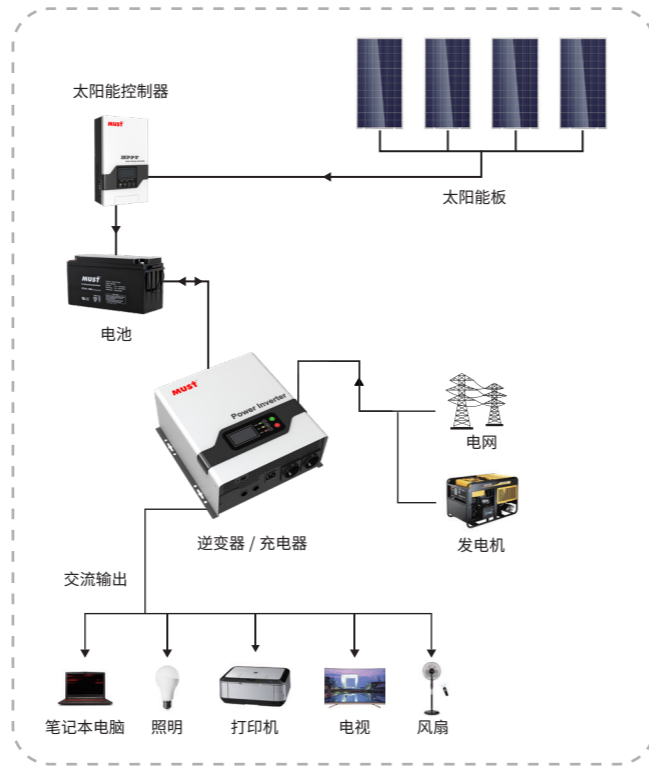 太阳能控制器
MUST
MPPT
太阳能板
MUST
电池
MUST
Power Inverter
电网
逆变器 / 充电器
发电机
交流输出
笔记本电脑
照明
打印机
电视
风扇